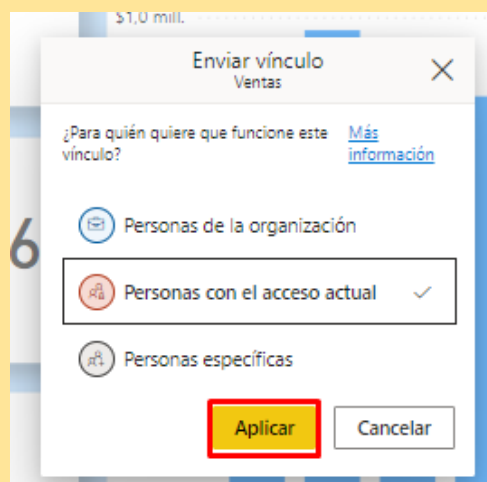 $1,0 mill.
Enviar vínculo
Ventas
¿Para quién quiere que funcione este
vínculo?
Más
información
6
Personas de la organización
Personas con el acceso actual
Personas específicas
Aplicar
Cancelar